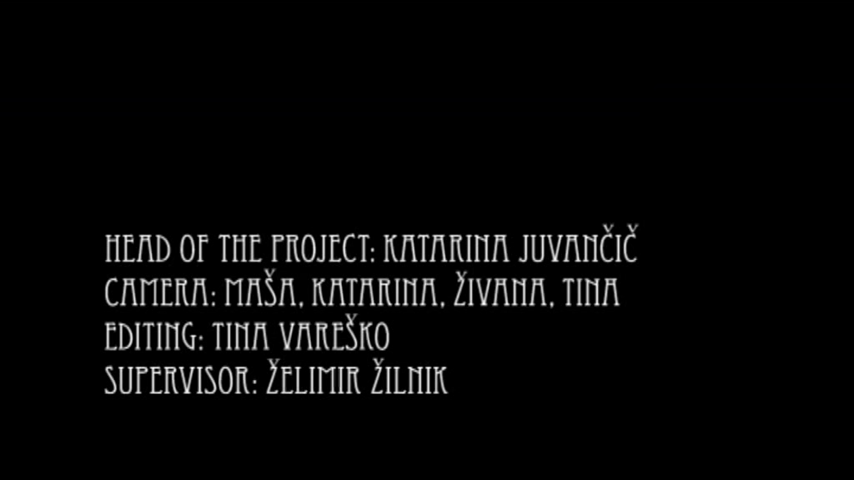 HEAD OF THE PROJECT: KATARINA JUVANČIČ
CAMERA: MAŠA, KATARINA, ŽIVANA, TINA
EDITING: TINA VAREŠKO
SUPERVISOR: ŽELIMIR ŽILNIK